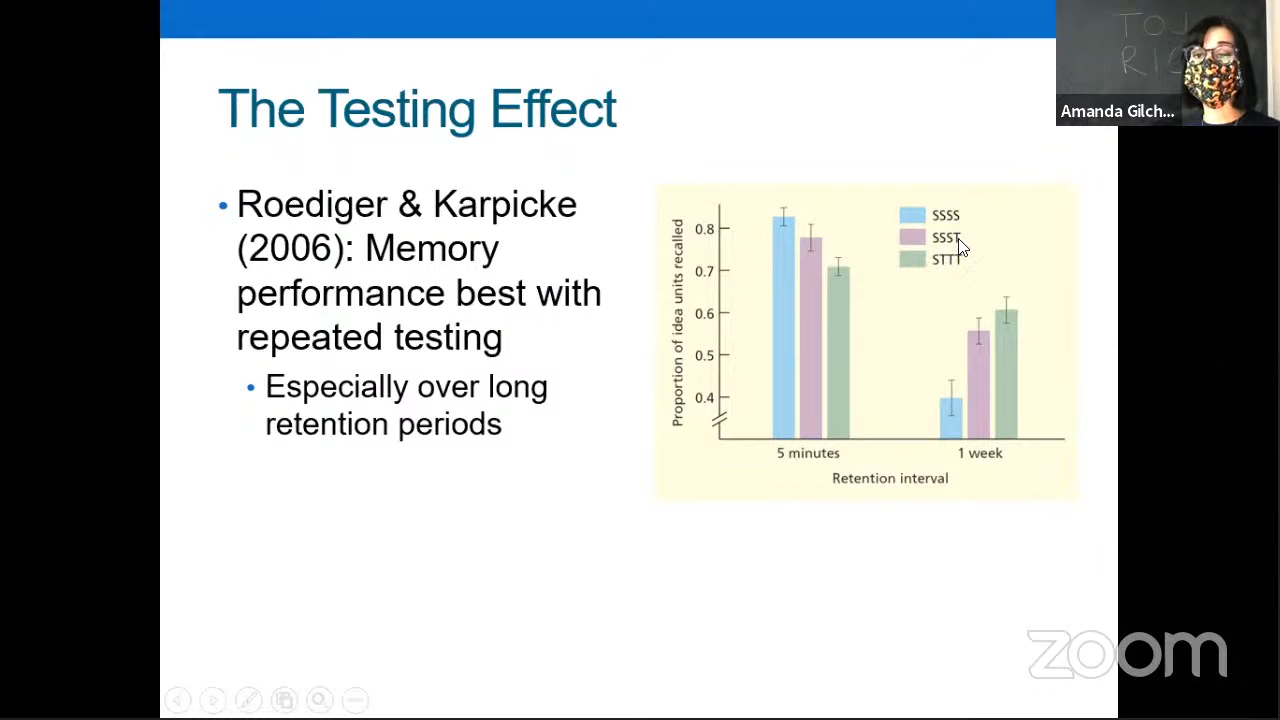 The Testing Effect
• Roediger & Karpicke
(2006): Memory
performance best with
repeated testing
• Especially over long
retention periods
Proportion of idea units recalled
0.8
0.7
0.6
0.5
0.4
SSSS
SSST
STTT
5 minutes
1 week
Retention interval
TOJ
Amanda Gilch...
zoom